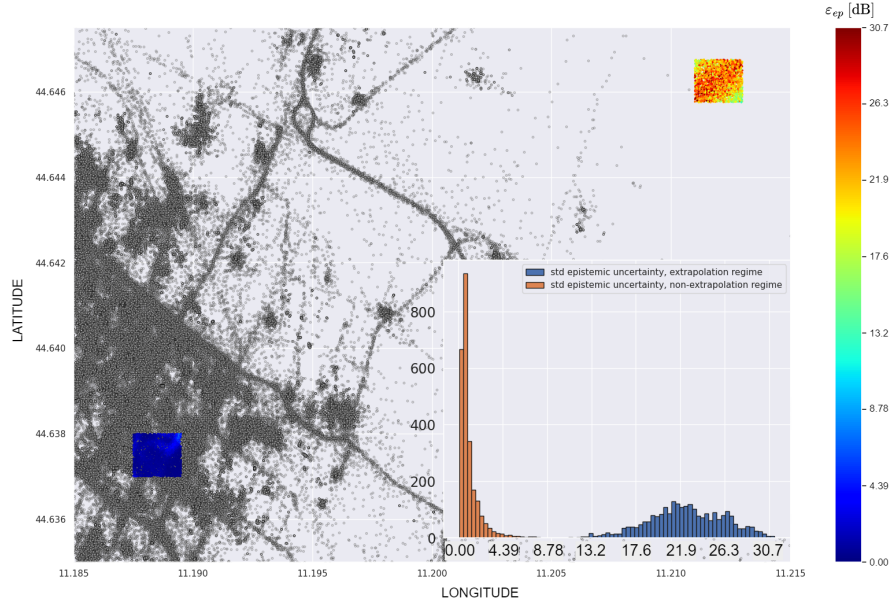 ε_ep [dB]
30.7
26.3
21.9
17.6
13.2
8.78
4.39
0.00
LATITUDE
44.646
44.644
44.642
44.640
44.638
44.636
11.185 11.190 11.195 11.200 11.205 11.210 11.215
LONGITUDE
std epistemic uncertainty, extrapolation regime
std epistemic uncertainty, non-extrapolation regime
800
600
400
200
0
0.00 4.39 8.78 13.2 17.6 21.9 26.3 30.7